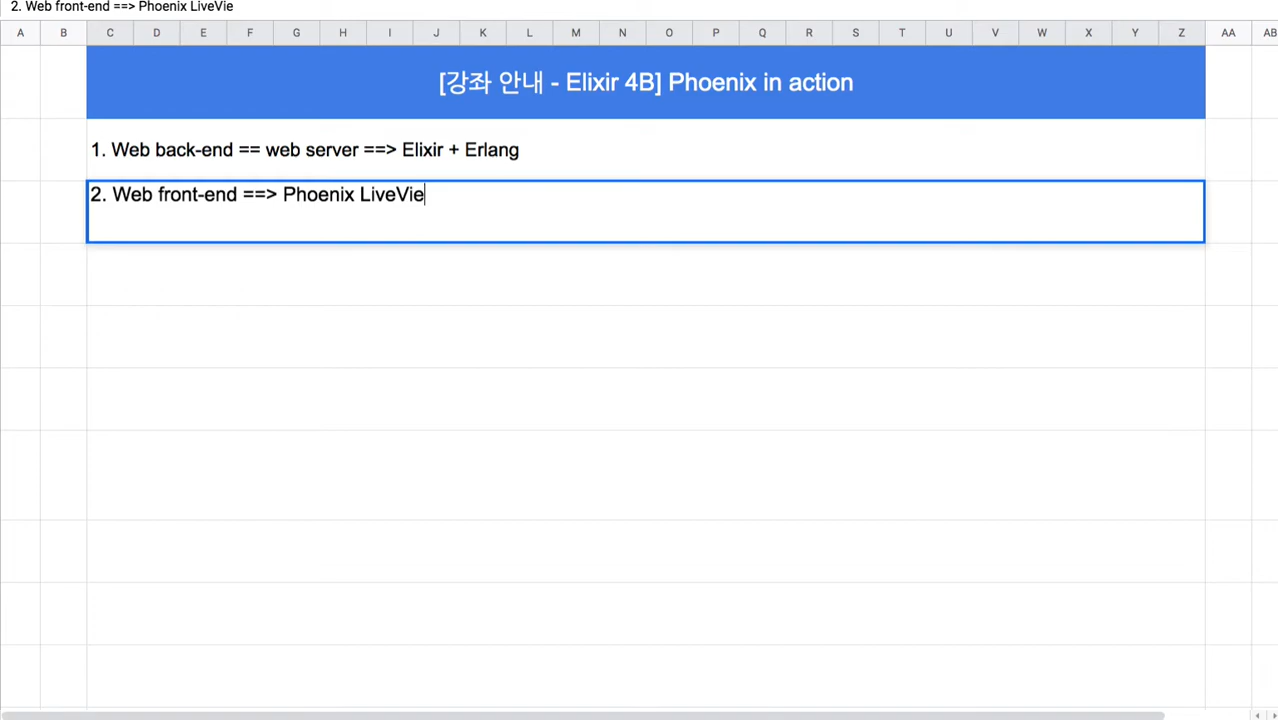 2. Web front-end ==> Phoenix LiveVie
A B C D E F G H I J K L M N O P Q R S T U V W X Y Z AA AB
[강좌 안내 - Elixir 4B] Phoenix in action
1. Web back-end == web server ==> Elixir + Erlang
2. Web front-end ==> Phoenix LiveVie